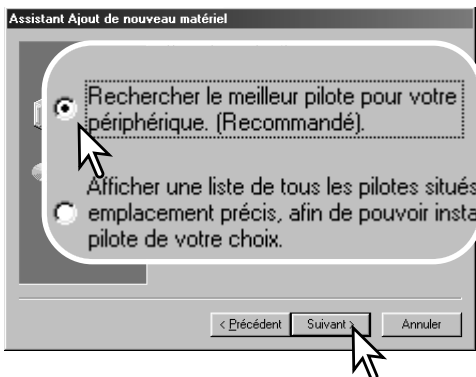 Assistant Ajout de nouveau matériel
Rechercher le meilleur pilote pour votre
périphérique. (Recommandé).
Afficher une liste de tous les pilotes situés
emplacement précis, afin de pouvoir insta
pilote de votre choix.
< Précédent
Suivant >
Annuler